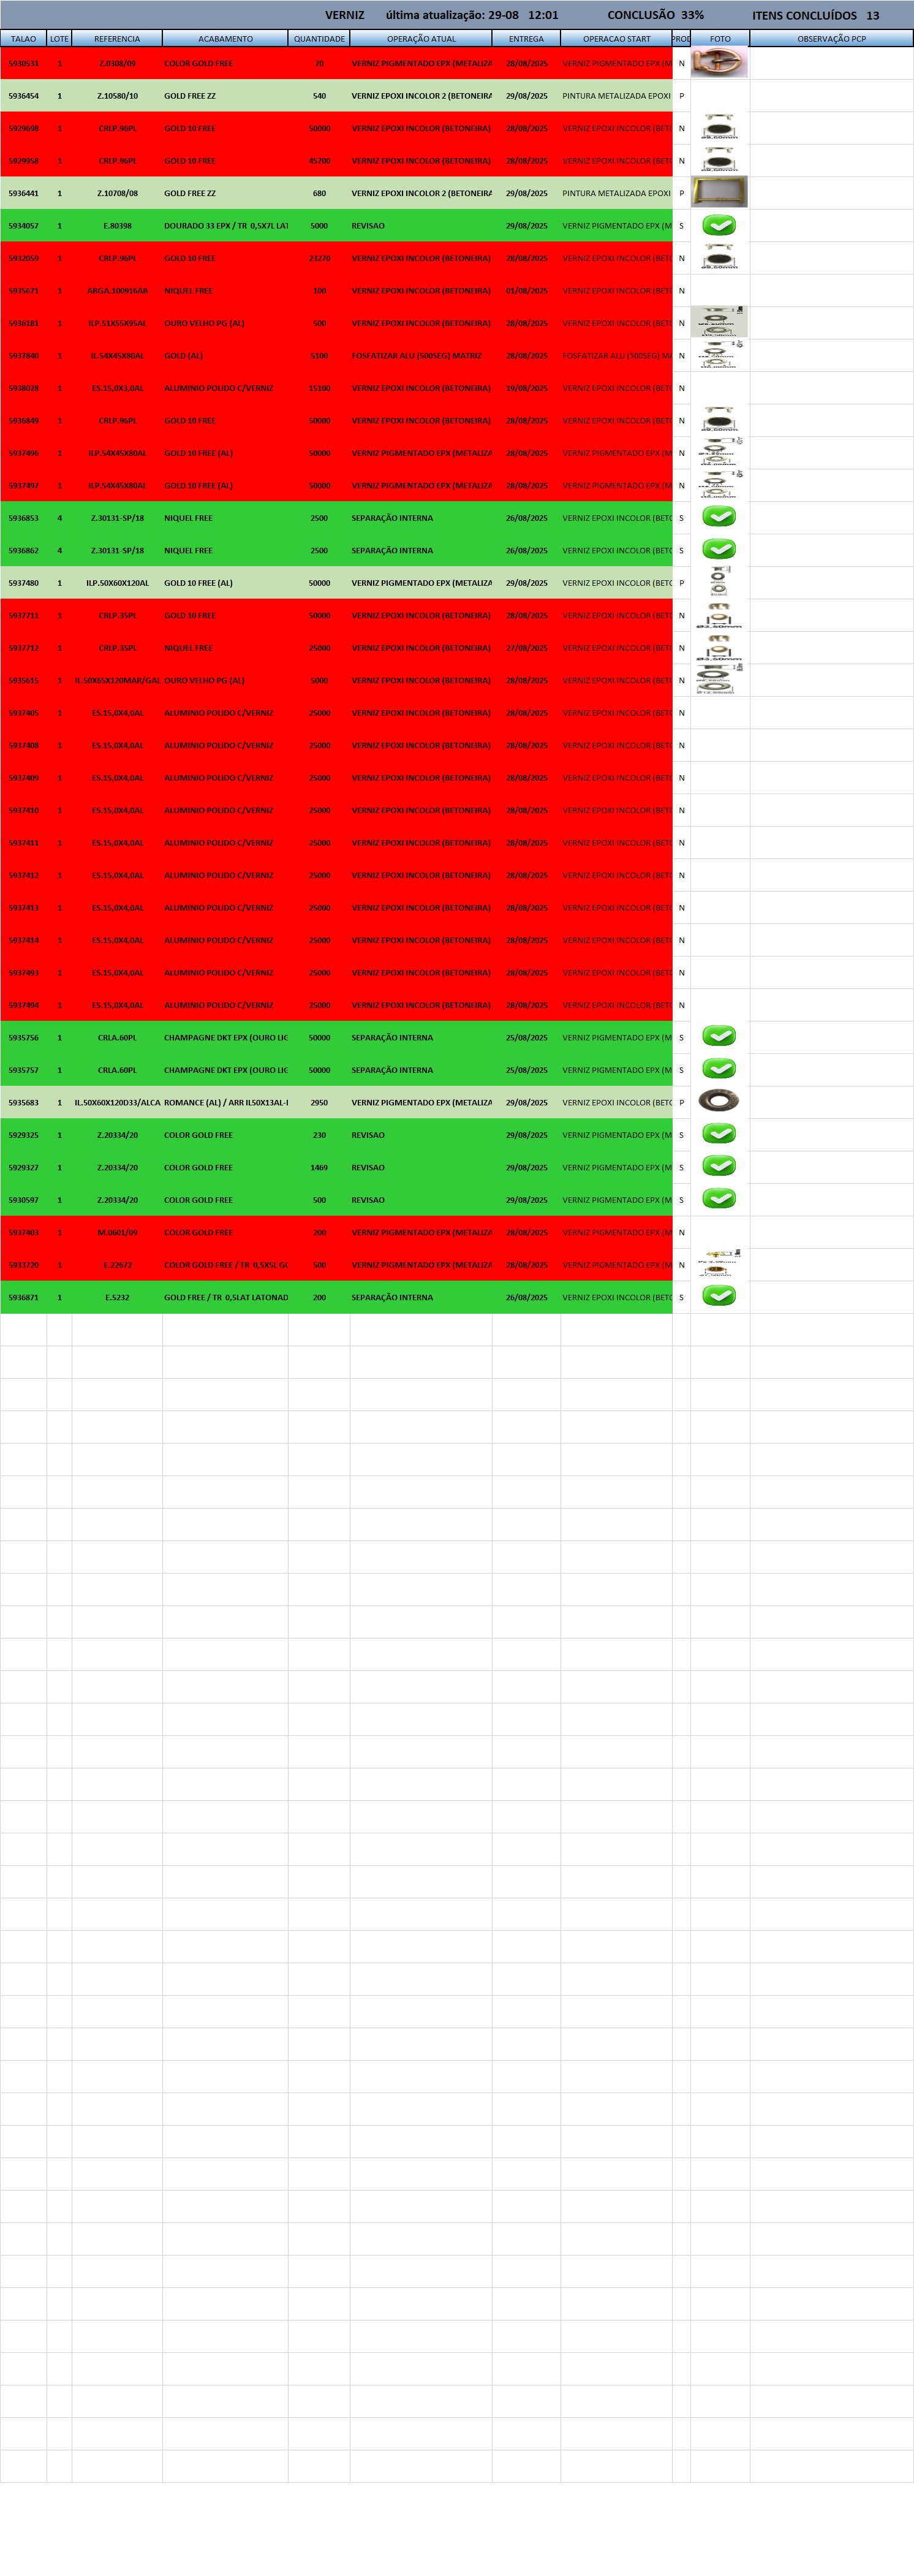 VERNIZ última atualização: 29-08 12:01 CONCLUSÃO 33% ITENS CONCLUÍDOS 13
TALAO LOTE REFERENCIA ACABAMENTO QUANTIDADE OPERAÇÃO ATUAL ENTREGA OPERACAO START PROD FOTO OBSERVAÇÃO PCP
5930531 1 Z.0308/09 COLOR GOLD FREE 70 VERNIZ PIGMENTADO EPX (METALIZA 28/08/2025 VERNIZ PIGMENTADO EPX (M N
5936454 1 Z.10580/10 GOLD FREE ZZ 540 VERNIZ EPOXI INCOLOR 2 (BETONEIRA 29/08/2025 PINTURA METALIZADA EPOXI P
5929698 1 CRLP.96PL GOLD 10 FREE 50000 VERNIZ EPOXI INCOLOR (BETONEIRA) 28/08/2025 VERNIZ EPOXI INCOLOR (BETO N
5929958 1 CRLP.96PL GOLD 10 FREE 45700 VERNIZ EPOXI INCOLOR (BETONEIRA) 28/08/2025 VERNIZ EPOXI INCOLOR (BETO N
5936441 1 Z.10708/08 GOLD FREE ZZ 680 VERNIZ EPOXI INCOLOR 2 (BETONEIRA 29/08/2025 PINTURA METALIZADA EPOXI P
5934057 1 E.80398 DOURADO 33 EPX / TR 0,5X7L LAT 5000 REVISAO 29/08/2025 VERNIZ PIGMENTADO EPX (M S
5932059 1 CRLP.96PL GOLD 10 FREE 23270 VERNIZ EPOXI INCOLOR (BETONEIRA) 28/08/2025 VERNIZ EPOXI INCOLOR (BETO N
5935671 1 ARGA.100916AR NIQUEL FREE 100 VERNIZ EPOXI INCOLOR (BETONEIRA) 01/08/2025 VERNIZ EPOXI INCOLOR (BETO N
5936181 1 ILP.51X55X95AL OURO VELHO PG (AL) 500 VERNIZ EPOXI INCOLOR (BETONEIRA) 28/08/2025 VERNIZ EPOXI INCOLOR (BETO N
5937840 1 IL.54X45X80AL GOLD (AL) 5100 FOSFATIZAR ALU (500SEG) MATRIZ 28/08/2025 FOSFATIZAR ALU (500SEG) MA N
5938028 1 ES.15,0X3,0AL ALUMINIO POLIDO C/VERNIZ 15100 VERNIZ EPOXI INCOLOR (BETONEIRA) 19/08/2025 VERNIZ EPOXI INCOLOR (BETO N
5936849 1 CRLP.96PL GOLD 10 FREE 50000 VERNIZ EPOXI INCOLOR (BETONEIRA) 28/08/2025 VERNIZ EPOXI INCOLOR (BETO N
5937496 1 ILP.54X45X80AL GOLD 10 FREE (AL) 50000 VERNIZ PIGMENTADO EPX (METALIZA 28/08/2025 VERNIZ PIGMENTADO EPX (M N
5937497 1 ILP.54X45X80AL GOLD 10 FREE (AL) 50000 VERNIZ PIGMENTADO EPX (METALIZA 28/08/2025 VERNIZ PIGMENTADO EPX (M N
5936853 4 Z.30131-SP/18 NIQUEL FREE 2500 SEPARAÇÃO INTERNA 26/08/2025 VERNIZ EPOXI INCOLOR (BETO S
5936862 4 Z.30131-SP/18 NIQUEL FREE 2500 SEPARAÇÃO INTERNA 26/08/2025 VERNIZ EPOXI INCOLOR (BETO S
5937480 1 ILP.50X60X120AL GOLD 10 FREE (AL) 50000 VERNIZ PIGMENTADO EPX (METALIZA 29/08/2025 VERNIZ EPOXI INCOLOR (BETO P
5937711 1 CRLP.35PL GOLD 10 FREE 50000 VERNIZ EPOXI INCOLOR (BETONEIRA) 28/08/2025 VERNIZ EPOXI INCOLOR (BETO N
5937712 1 CRLP.35PL NIQUEL FREE 25000 VERNIZ EPOXI INCOLOR (BETONEIRA) 27/08/2025 VERNIZ EPOXI INCOLOR (BETO N
5935615 1 IL.50X65X120MAR/GAL OURO VELHO PG (AL) 5000 VERNIZ EPOXI INCOLOR (BETONEIRA) 28/08/2025 VERNIZ EPOXI INCOLOR (BETO N
5937405 1 ES.15,0X4,0AL ALUMINIO POLIDO C/VERNIZ 25000 VERNIZ EPOXI INCOLOR (BETONEIRA) 28/08/2025 VERNIZ EPOXI INCOLOR (BETO N
5937408 1 ES.15,0X4,0AL ALUMINIO POLIDO C/VERNIZ 25000 VERNIZ EPOXI INCOLOR (BETONEIRA) 28/08/2025 VERNIZ EPOXI INCOLOR (BETO N
5937409 1 ES.15,0X4,0AL ALUMINIO POLIDO C/VERNIZ 25000 VERNIZ EPOXI INCOLOR (BETONEIRA) 28/08/2025 VERNIZ EPOXI INCOLOR (BETO N
5937410 1 ES.15,0X4,0AL ALUMINIO POLIDO C/VERNIZ 25000 VERNIZ EPOXI INCOLOR (BETONEIRA) 28/08/2025 VERNIZ EPOXI INCOLOR (BETO N
5937411 1 ES.15,0X4,0AL ALUMINIO POLIDO C/VERNIZ 25000 VERNIZ EPOXI INCOLOR (BETONEIRA) 28/08/2025 VERNIZ EPOXI INCOLOR (BETO N
5937412 1 ES.15,0X4,0AL ALUMINIO POLIDO C/VERNIZ 25000 VERNIZ EPOXI INCOLOR (BETONEIRA) 28/08/2025 VERNIZ EPOXI INCOLOR (BETO N
5937413 1 ES.15,0X4,0AL ALUMINIO POLIDO C/VERNIZ 25000 VERNIZ EPOXI INCOLOR (BETONEIRA) 28/08/2025 VERNIZ EPOXI INCOLOR (BETO N
5937414 1 ES.15,0X4,0AL ALUMINIO POLIDO C/VERNIZ 25000 VERNIZ EPOXI INCOLOR (BETONEIRA) 28/08/2025 VERNIZ EPOXI INCOLOR (BETO N
5937493 1 ES.15,0X4,0AL ALUMINIO POLIDO C/VERNIZ 25000 VERNIZ EPOXI INCOLOR (BETONEIRA) 28/08/2025 VERNIZ EPOXI INCOLOR (BETO N
5937494 1 ES.15,0X4,0AL ALUMINIO POLIDO C/VERNIZ 25000 VERNIZ EPOXI INCOLOR (BETONEIRA) 28/08/2025 VERNIZ EPOXI INCOLOR (BETO N
5935756 1 CRLA.60PL CHAMPAGNE DKT EPX (OURO LIG 50000 SEPARAÇÃO INTERNA 25/08/2025 VERNIZ PIGMENTADO EPX (M S
5935757 1 CRLA.60PL CHAMPAGNE DKT EPX (OURO LIG 50000 SEPARAÇÃO INTERNA 25/08/2025 VERNIZ PIGMENTADO EPX (M S
5935683 1 IL.50X60X120D33/ALCA ROMANCE (AL) / ARR IL50X13AL-I 2950 VERNIZ PIGMENTADO EPX (METALIZA 29/08/2025 VERNIZ EPOXI INCOLOR (BETO P
5929325 1 Z.20334/20 COLOR GOLD FREE 230 REVISAO 29/08/2025 VERNIZ PIGMENTADO EPX (M S
5929327 1 Z.20334/20 COLOR GOLD FREE 1469 REVISAO 29/08/2025 VERNIZ PIGMENTADO EPX (M S
5930597 1 Z.20334/20 COLOR GOLD FREE 500 REVISAO 29/08/2025 VERNIZ PIGMENTADO EPX (M S
5937403 1 M.0601/09 COLOR GOLD FREE 200 VERNIZ PIGMENTADO EPX (METALIZA 28/08/2025 VERNIZ PIGMENTADO EPX (M N
5933720 1 E.22672 COLOR GOLD FREE / TR 0,5X5L GO 500 VERNIZ PIGMENTADO EPX (METALIZA 28/08/2025 VERNIZ PIGMENTADO EPX (M N
5936871 1 E.5232 GOLD FREE / TR 0,5LAT LATONAD 200 SEPARAÇÃO INTERNA 26/08/2025 VERNIZ EPOXI INCOLOR (BETO S